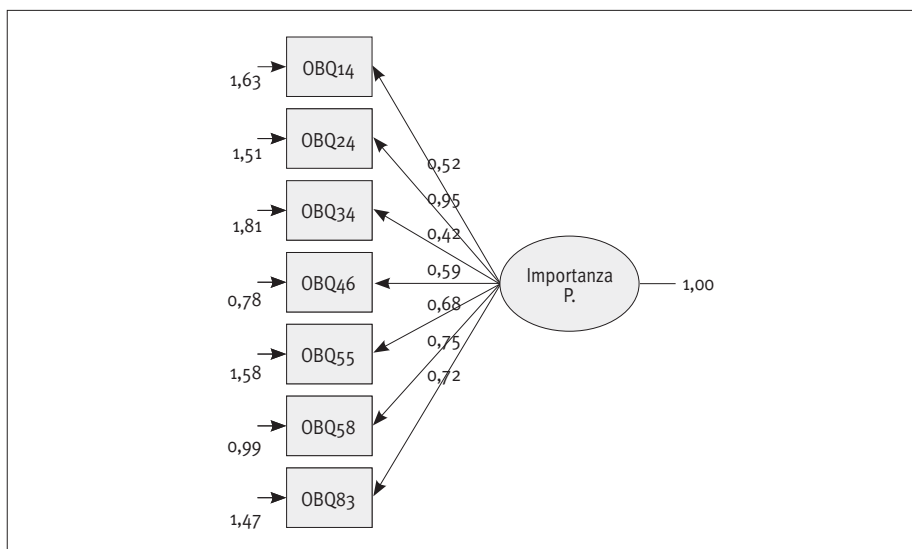 OBQ14
1,63
OBQ24
1,51
OBQ34
1,81
OBQ46
0,78
OBQ55
1,58
OBQ58
0,99
OBQ83
1,47
0,52
0,95
0,42
0,59
0,68
0,75
0,72
Importanza
P.
1,00